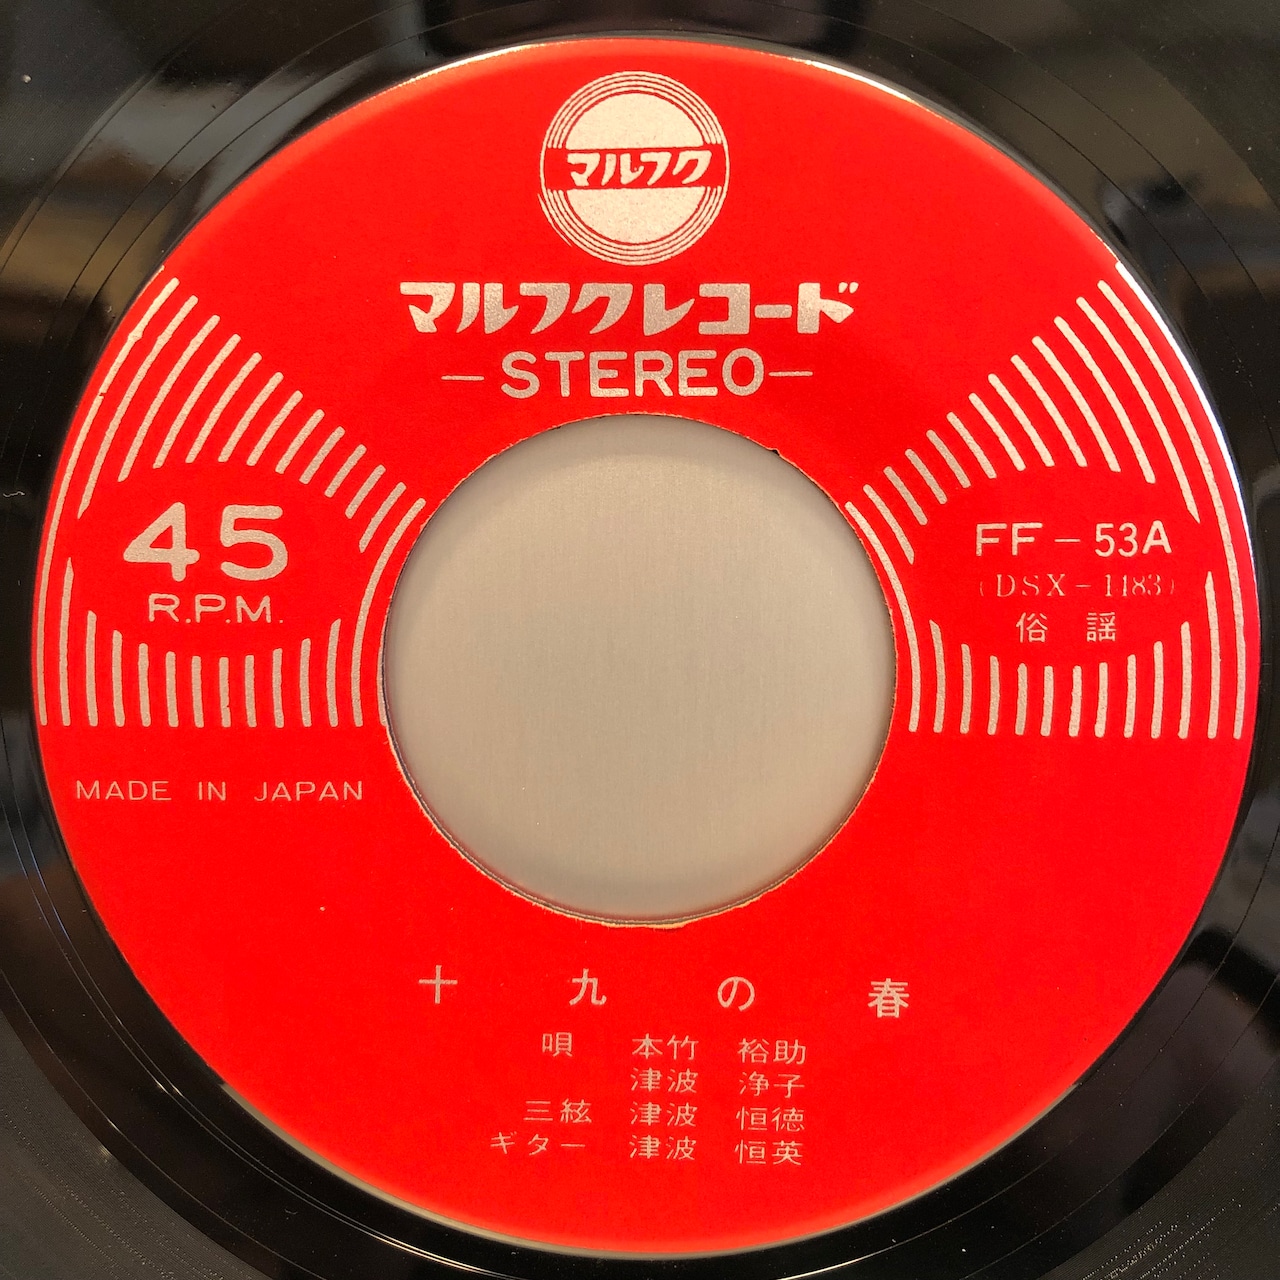 マルフク
マルフクレコード
—STEREO—
45
R.P.M.
FF-53A
(DSX-1183)
俗謡
MADE IN JAPAN
十九の春
唄 本竹 裕助
津波 浄子
三絃 津波 恒徳
ギター 津波 恒英